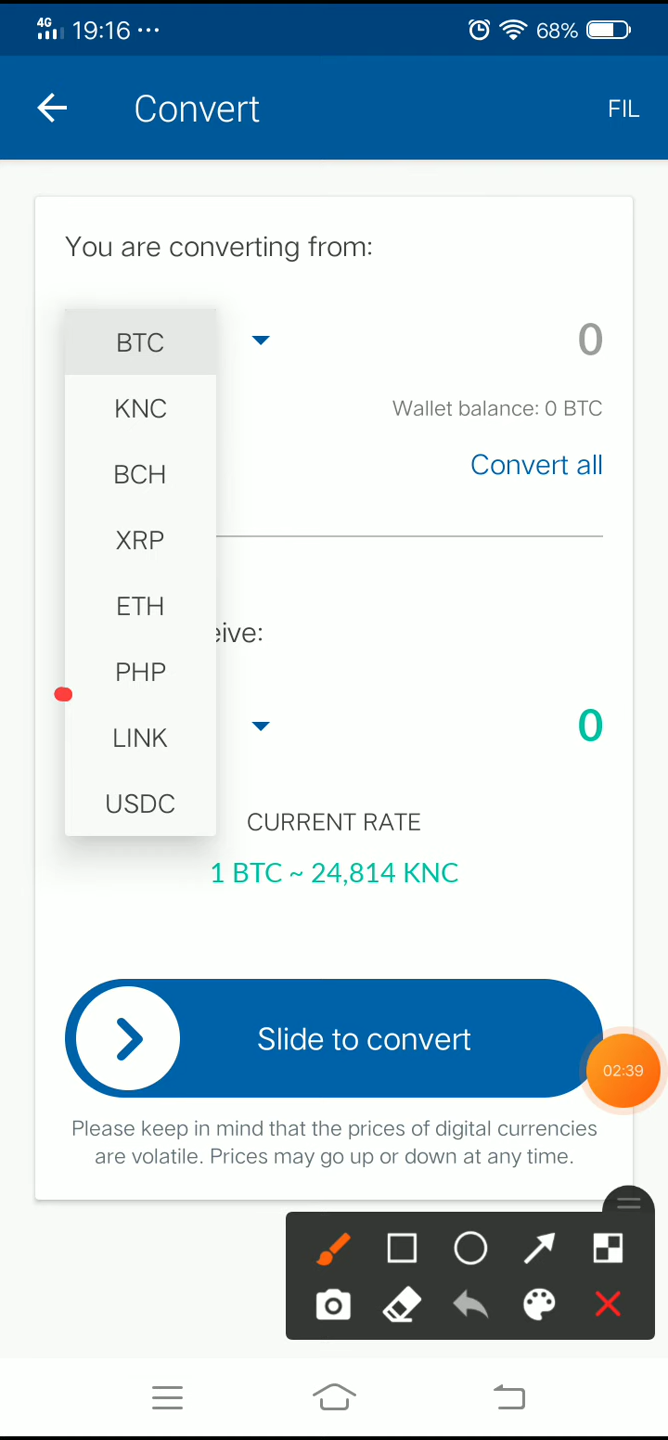 4G 19:16 ••• 68%
Convert FIL
You are converting from:
BTC 0
KNC Wallet balance: 0 BTC
BCH Convert all
XRP
ETH
eive:
PHP
LINK 0
USDC
CURRENT RATE
1 BTC ~ 24,814 KNC
Slide to convert
02:39
Please keep in mind that the prices of digital currencies
are volatile. Prices may go up or down at any time.